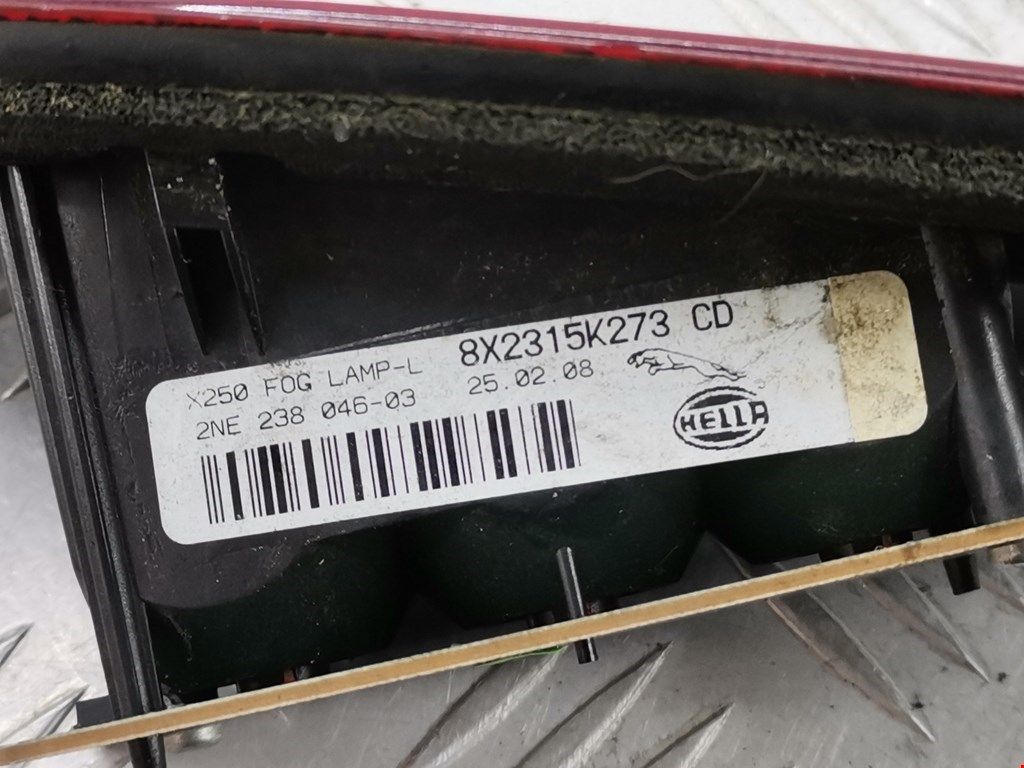 X250 FOG LAMP-L 8X2315K273 CD
2NE 238 046-03 25.02.08
HELLA